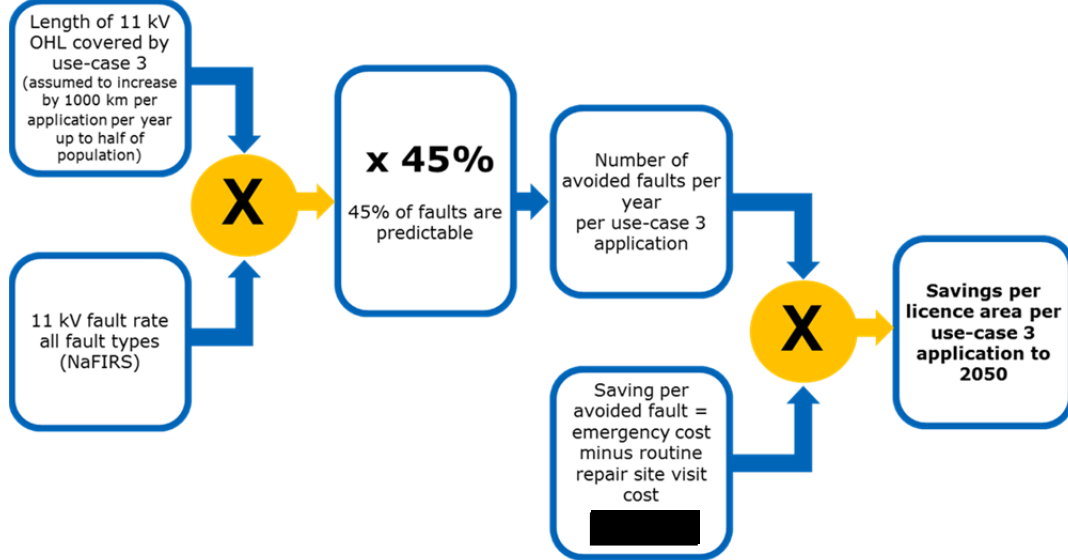 Length of 11 kV
OHL covered by
use-case 3
(assumed to increase
by 1000 km per
application per year
up to half of
population)
X
11 kV fault rate
all fault types
(NaFIRS)
x 45%
45% of faults are
predictable
Number of
avoided faults per
year
per use-case 3
application
X
Saving per
avoided fault =
emergency cost
minus routine
repair site visit
cost
Savings per
licence area per
use-case 3
application to
2050